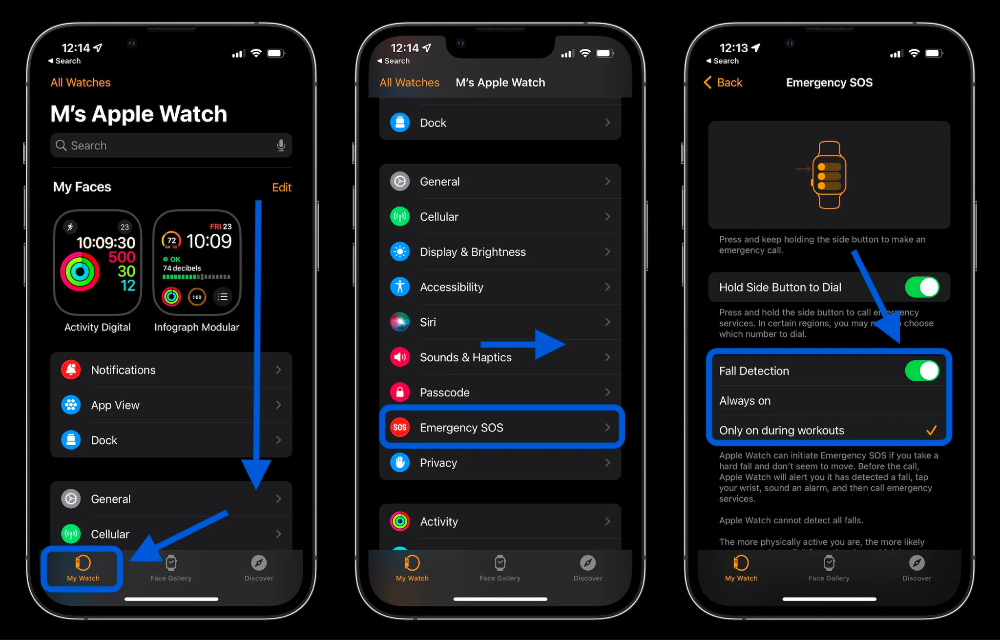 12:14
◀ Search
All Watches
M's Apple Watch
Search
My Faces
Edit
23
10:09:30
500
30
12
Activity Digital
FRI 23
72
64 88
10:09
OK
74 decibels
1:00
Infograph Modular
Notifications
App View
Dock
General
Cellular
My Watch
Face Gallery
Discover
12:14
◀ Search
All Watches
M's Apple Watch
Dock
General
Cellular
Display & Brightness
Accessibility
Siri
Sounds & Haptics
Passcode
SOS
Emergency SOS
Privacy
Activity
My Watch
Face Gallery
Discover
12:13
◀ Search
Back
Emergency SOS
Press and keep holding the side button to make an
emergency call.
Hold Side Button to Dial
Press and hold the side button to call emergency
services. In certain regions, you may choose
which number to dial.
Fall Detection
Always on
Only on during workouts
Apple Watch can initiate Emergency SOS if you take a
hard fall and don't seem to move. Before the call,
Apple Watch will alert you it has detected a fall, tap
your wrist, sound an alarm, and then call emergency
services.
Apple Watch cannot detect all falls.
The more physically active you are, the more likely
My Watch
Face Gallery
Discover